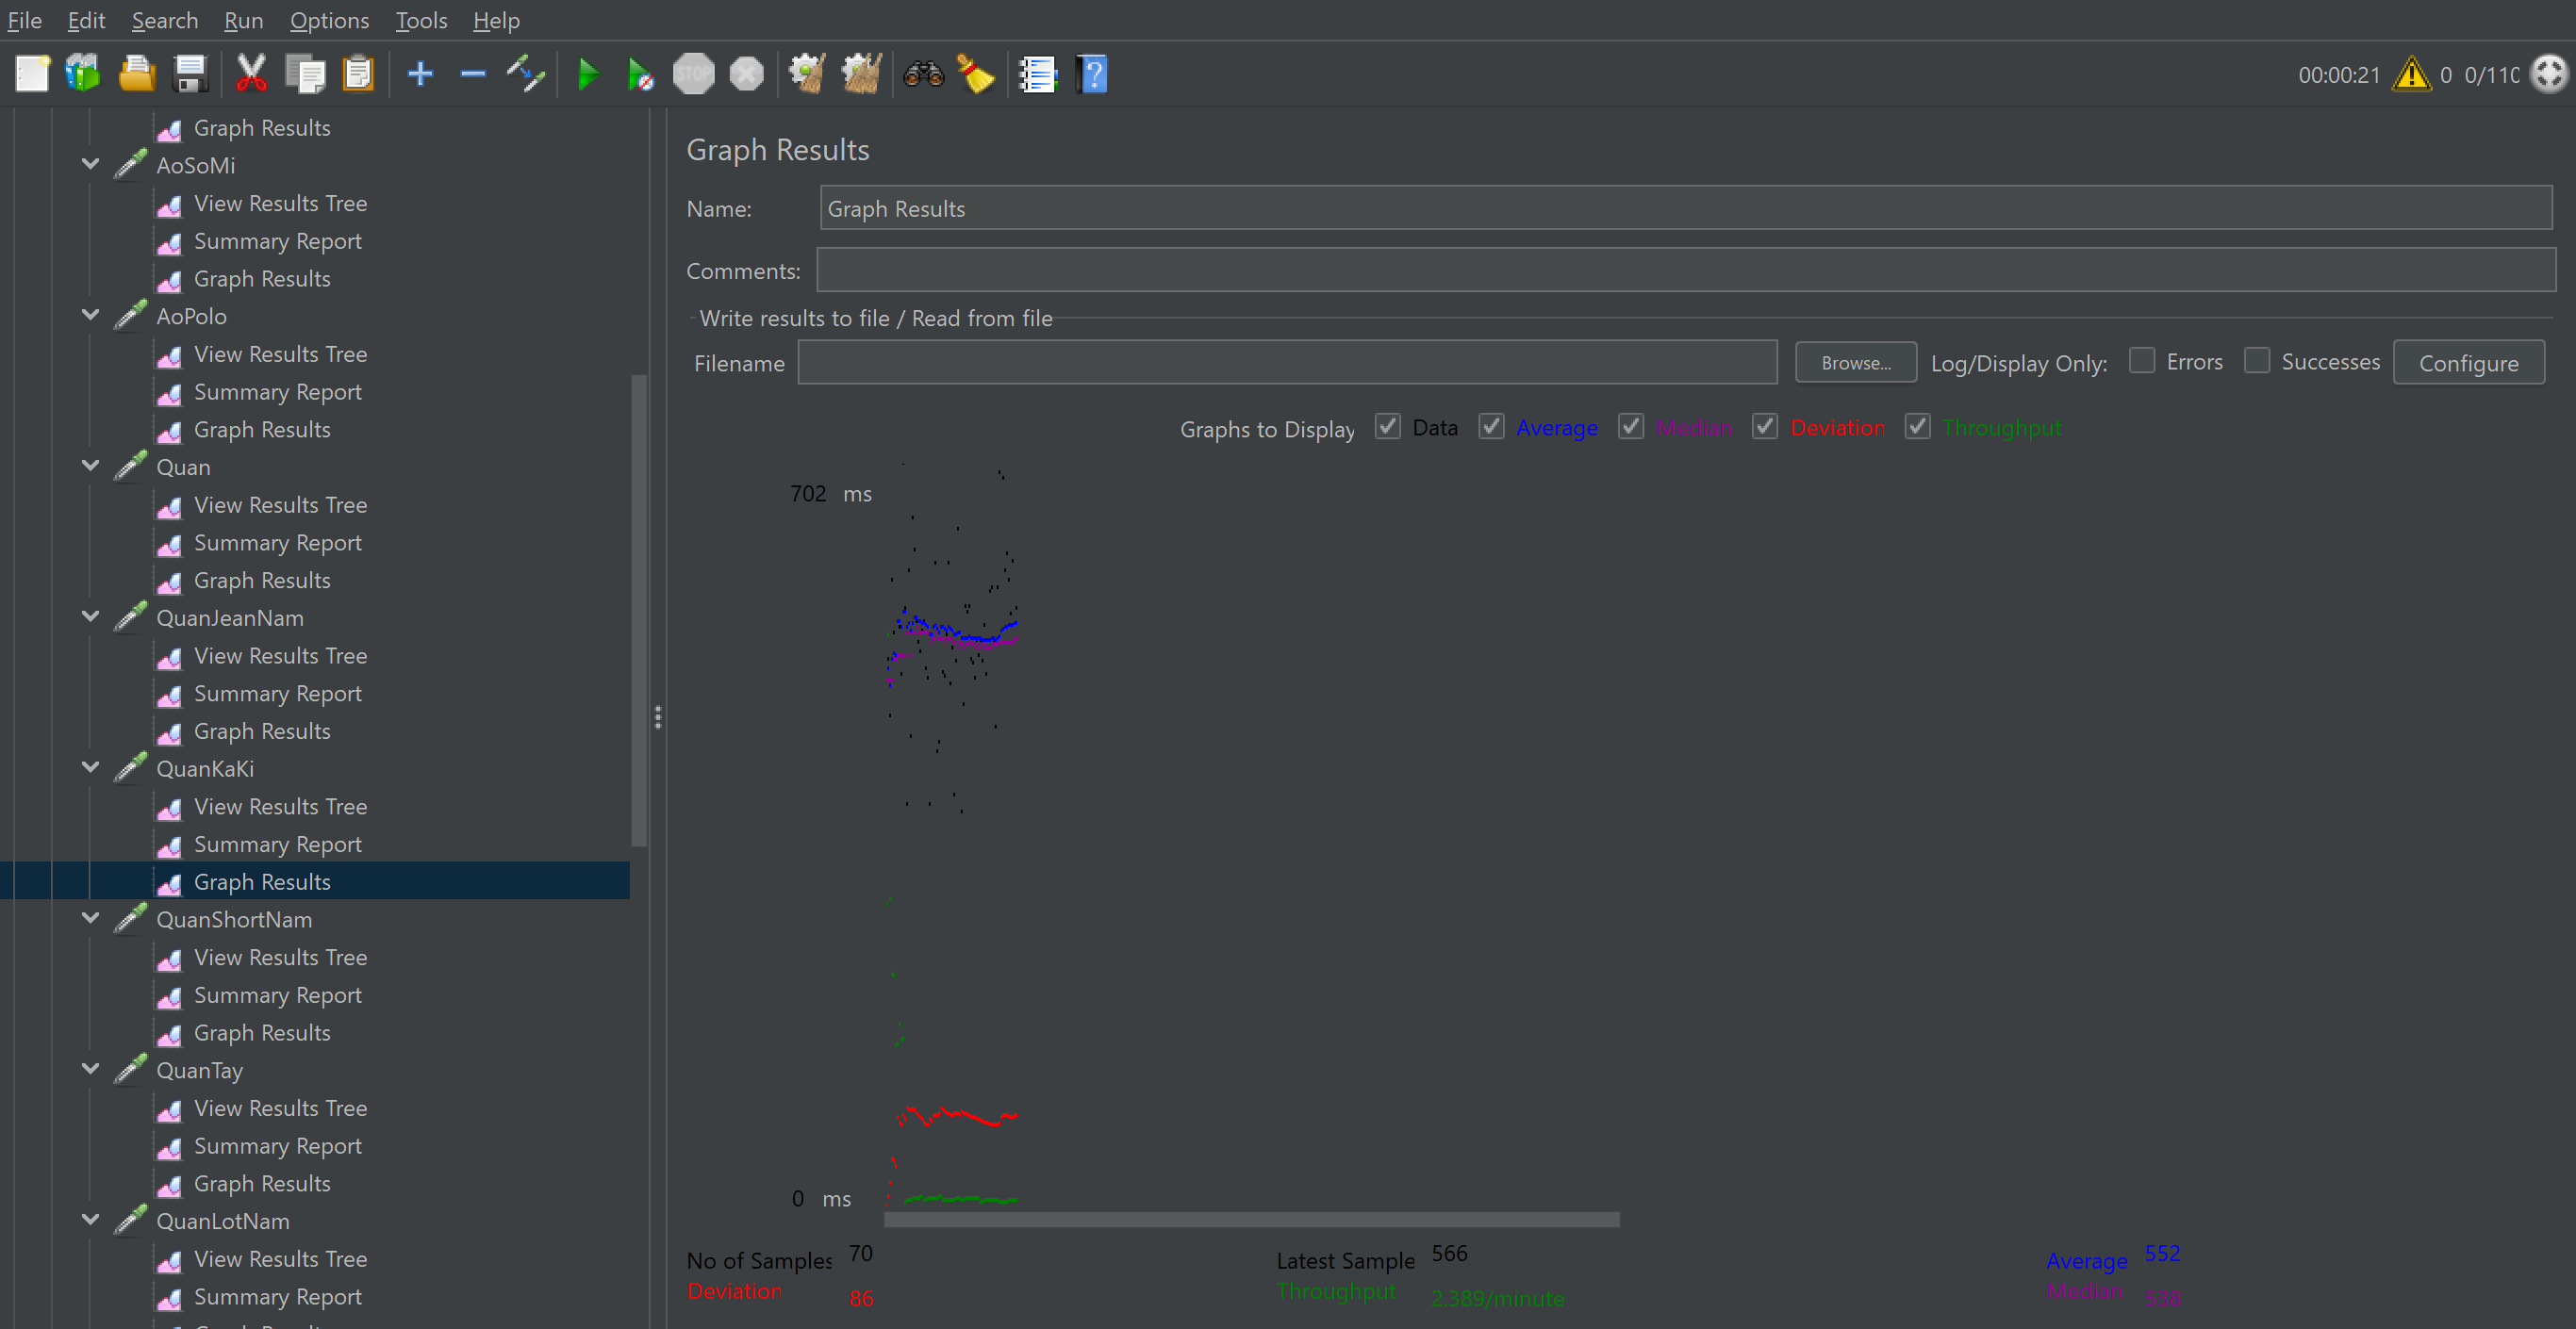 File Edit Search Run Options Tools Help
00:00:21 0 0/110
Graph Results
AoSoMi
View Results Tree
Summary Report
Graph Results
AoPolo
View Results Tree
Summary Report
Graph Results
Quan
View Results Tree
Summary Report
Graph Results
QuanJeanNam
View Results Tree
Summary Report
Graph Results
QuanKaKi
View Results Tree
Summary Report
Graph Results
QuanShortNam
View Results Tree
Summary Report
Graph Results
QuanTay
View Results Tree
Summary Report
Graph Results
QuanLotNam
View Results Tree
Summary Report
Graph Results
Name: Graph Results
Comments:
Write results to file / Read from file
Filename Browse... Log/Display Only: Errors Successes Configure
Graphs to Display Data Average Median Deviation Throughput
702 ms
0 ms
No of Samples 70 Latest Sample 566 Average 552
Deviation 86 Throughput 2.389/minute Median 538